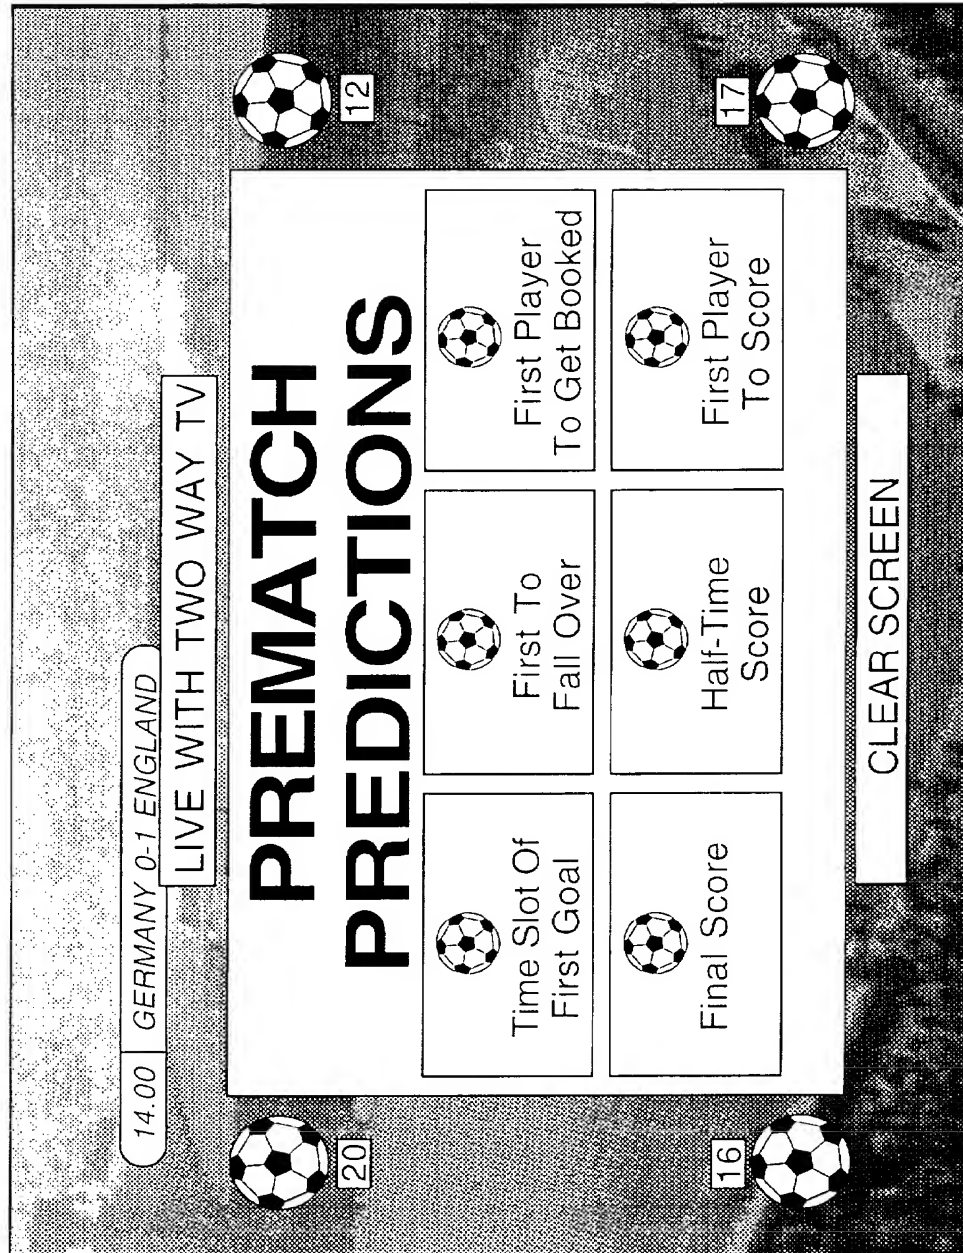 14.00 GERMANY 0-1 ENGLAND
LIVE WITH TWO WAY TV
20
12
PREMATCH
PREDICTIONS
Time Slot Of
First Goal
First To
Fall Over
First Player
To Get Booked
Final Score
Half-Time
Score
First Player
To Score
16
17
CLEAR SCREEN